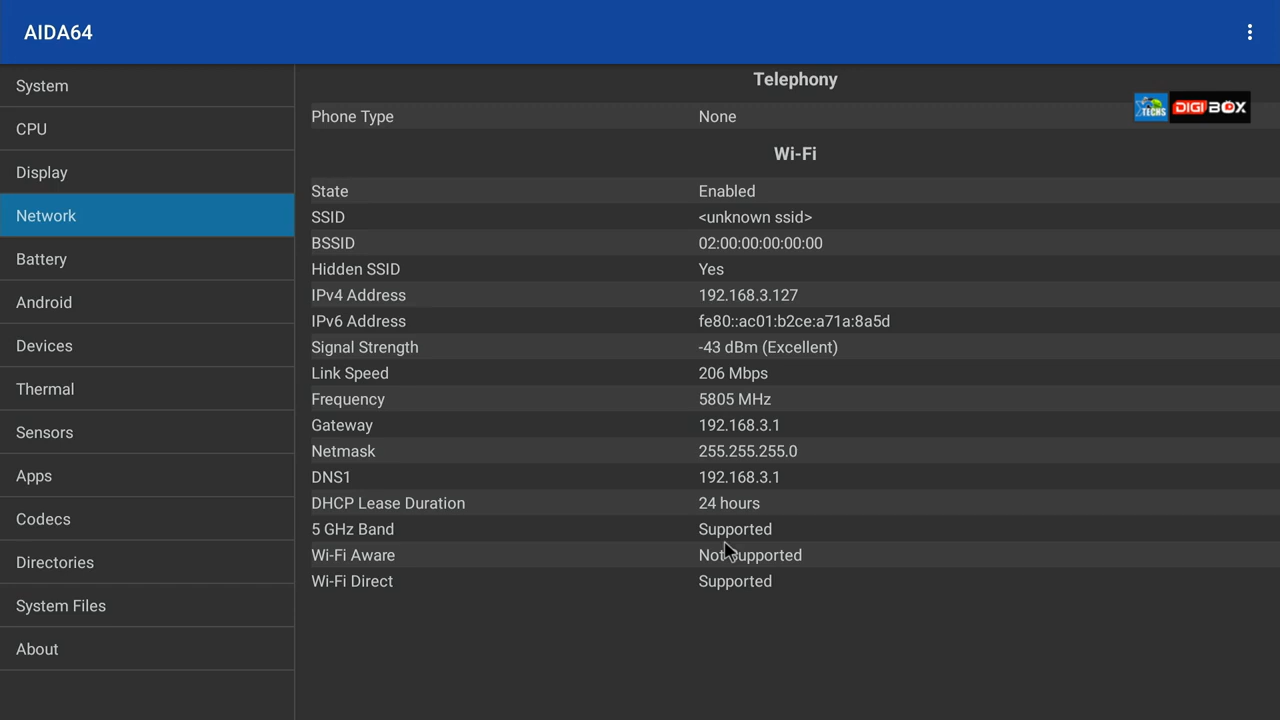 AIDA64
System
CPU
Display
Network
Battery
Android
Devices
Thermal
Sensors
Apps
Codecs
Directories
System Files
About
Telephony
Phone Type None
TECHS DIGIBOX
Wi-Fi
State Enabled
SSID <unknown ssid>
BSSID 02:00:00:00:00:00
Hidden SSID Yes
IPv4 Address 192.168.3.127
IPv6 Address fe80::ac01:b2ce:a71a:8a5d
Signal Strength -43 dBm (Excellent)
Link Speed 206 Mbps
Frequency 5805 MHz
Gateway 192.168.3.1
Netmask 255.255.255.0
DNS1 192.168.3.1
DHCP Lease Duration 24 hours
5 GHz Band Supported
Wi-Fi Aware Not supported
Wi-Fi Direct Supported